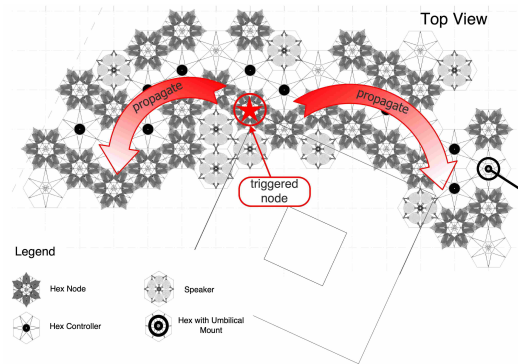 Top View
propagate
propagate
triggered
node
Legend
Hex Node
Speaker
Hex Controller
Hex with Umbilical
Mount